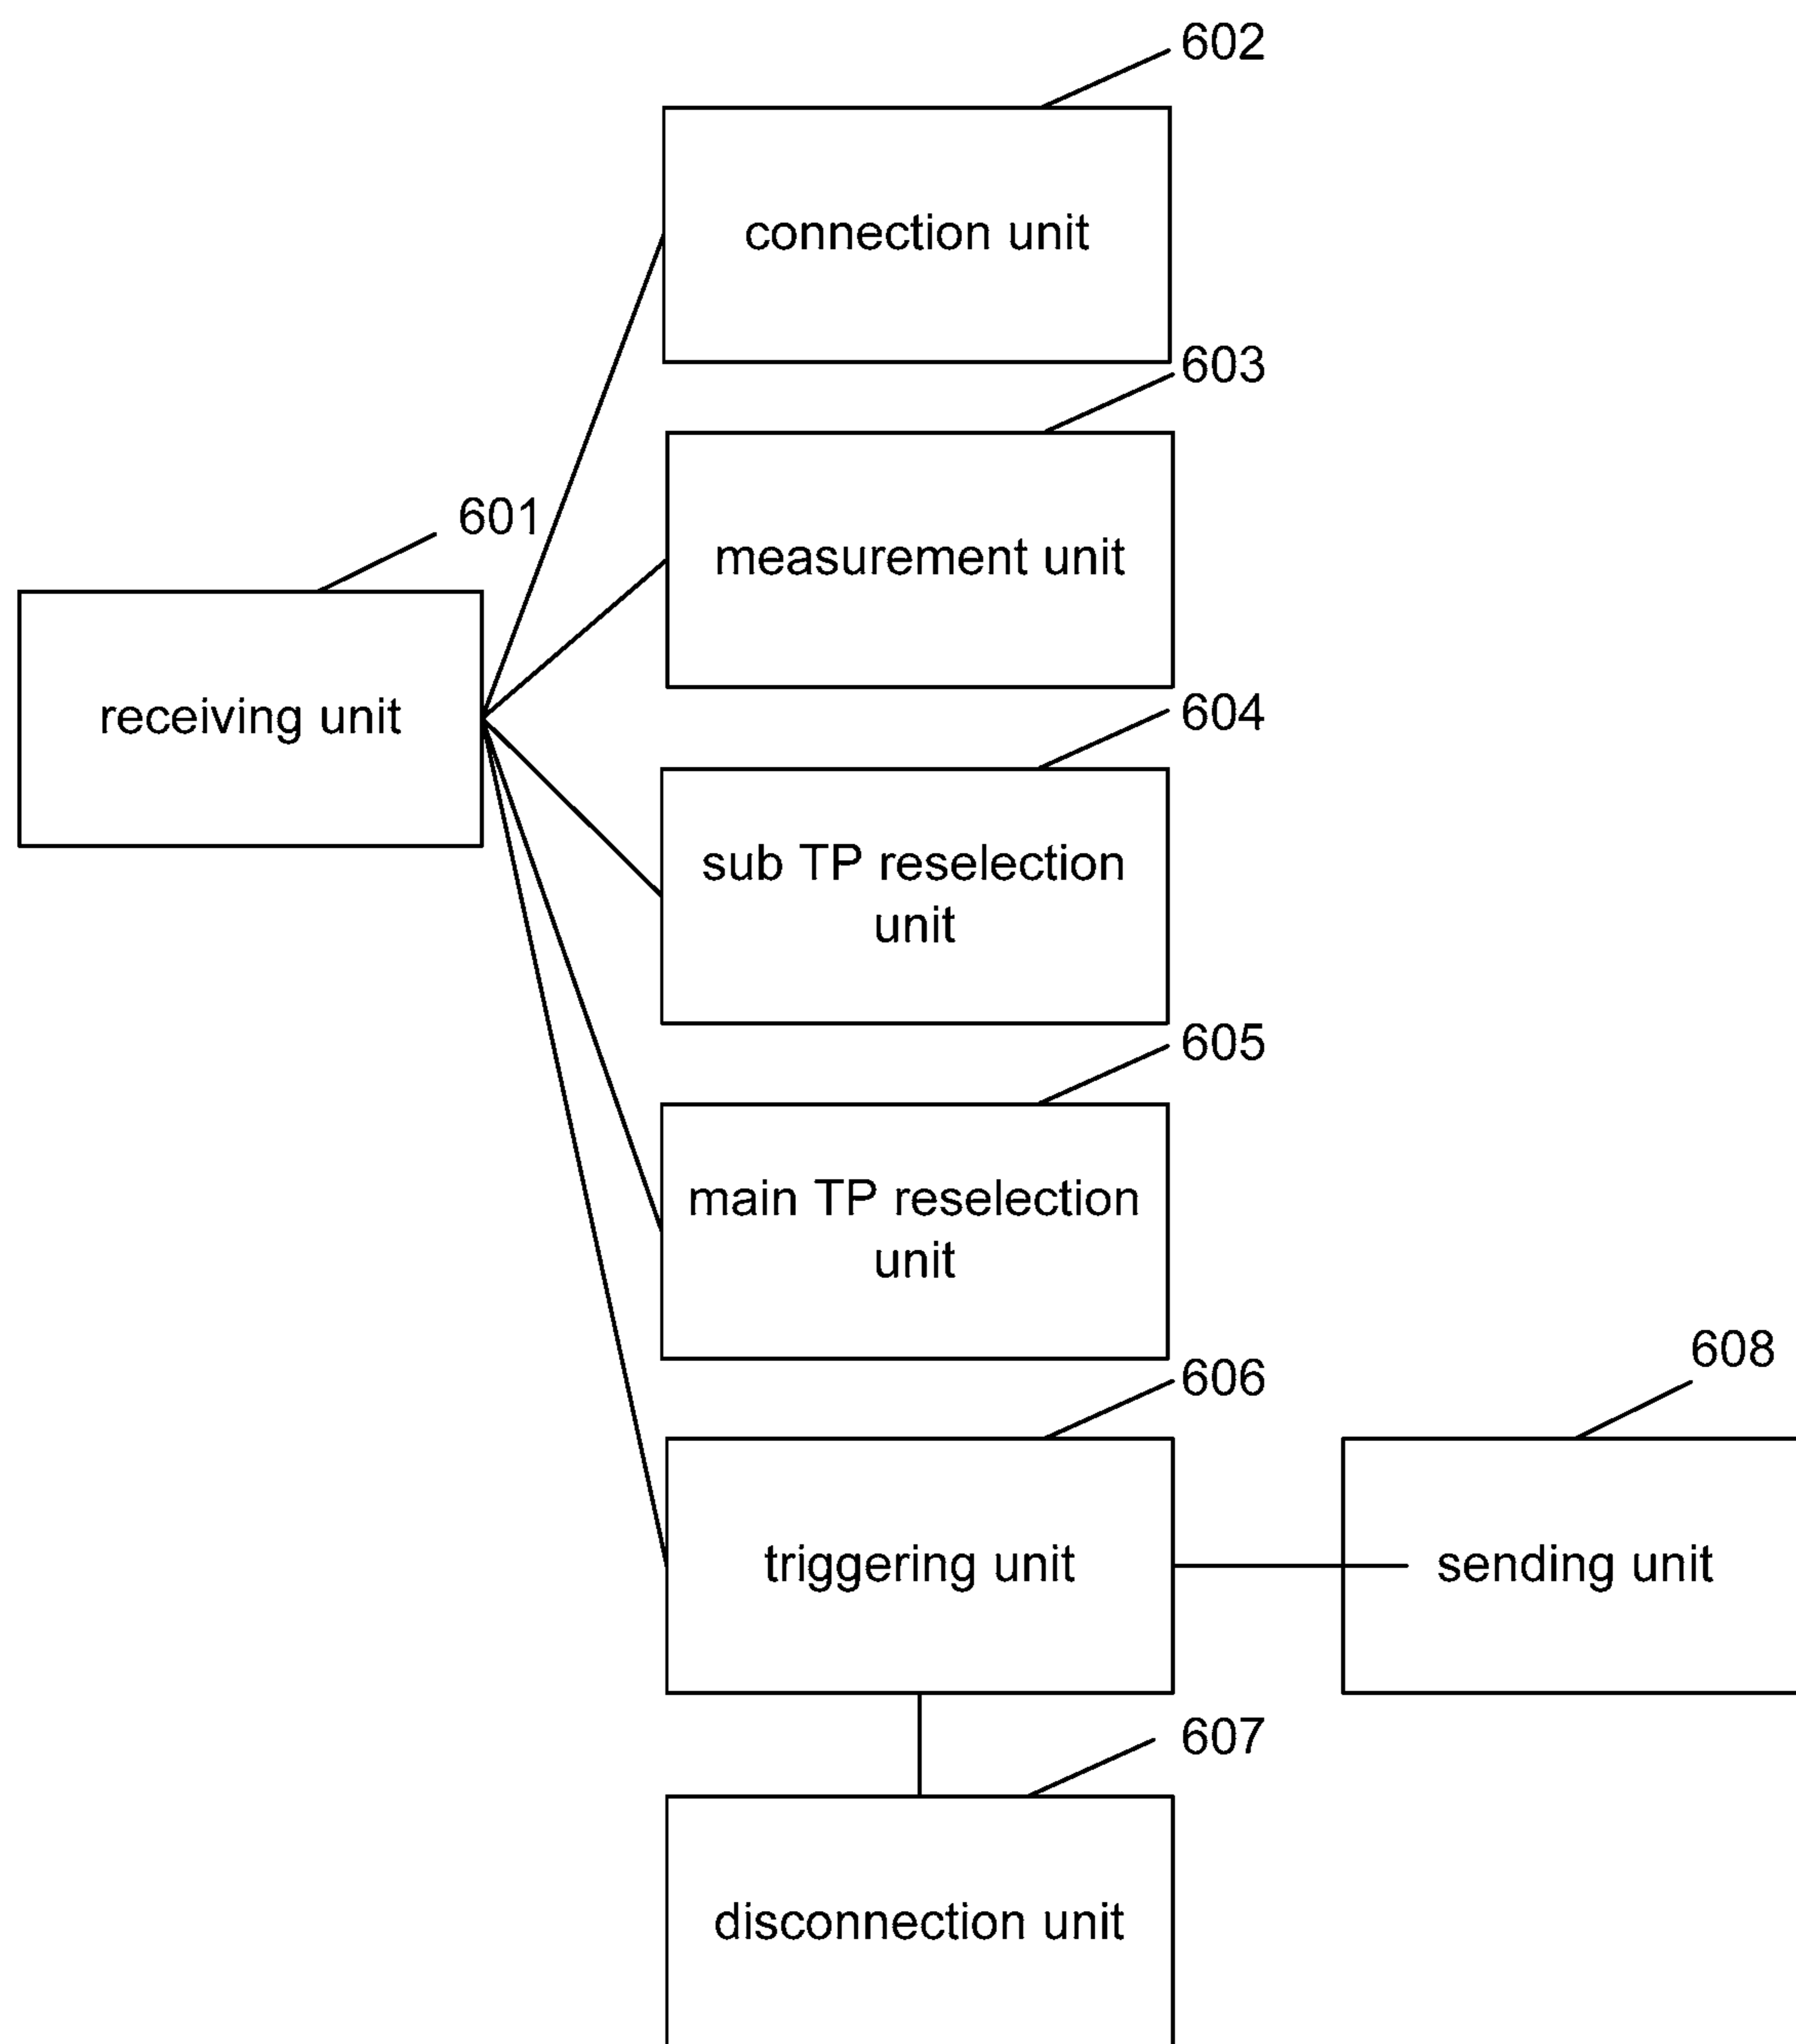 602
connection unit
603
measurement unit
601
receiving unit
604
sub TP reselection
unit
605
main TP reselection
unit
606
triggering unit
608
sending unit
607
disconnection unit